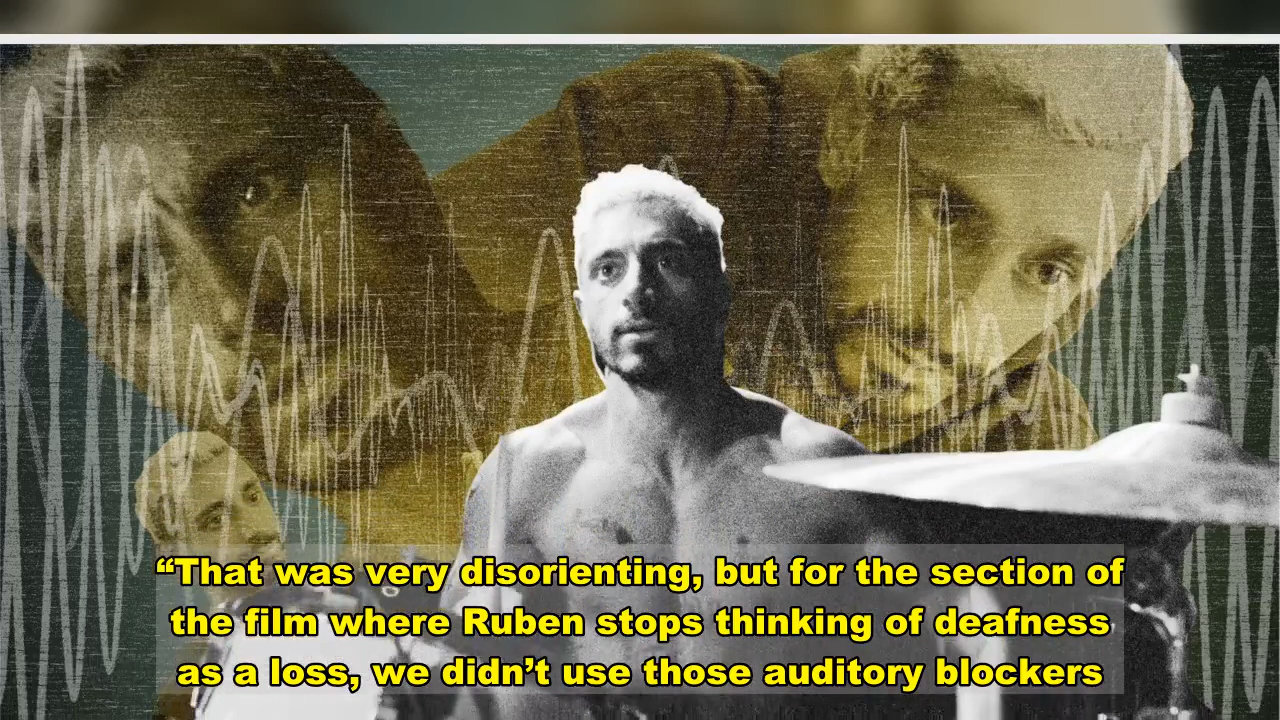 “That was very disorienting, but for the section of
the film where Ruben stops thinking of deafness
as a loss, we didn’t use those auditory blockers